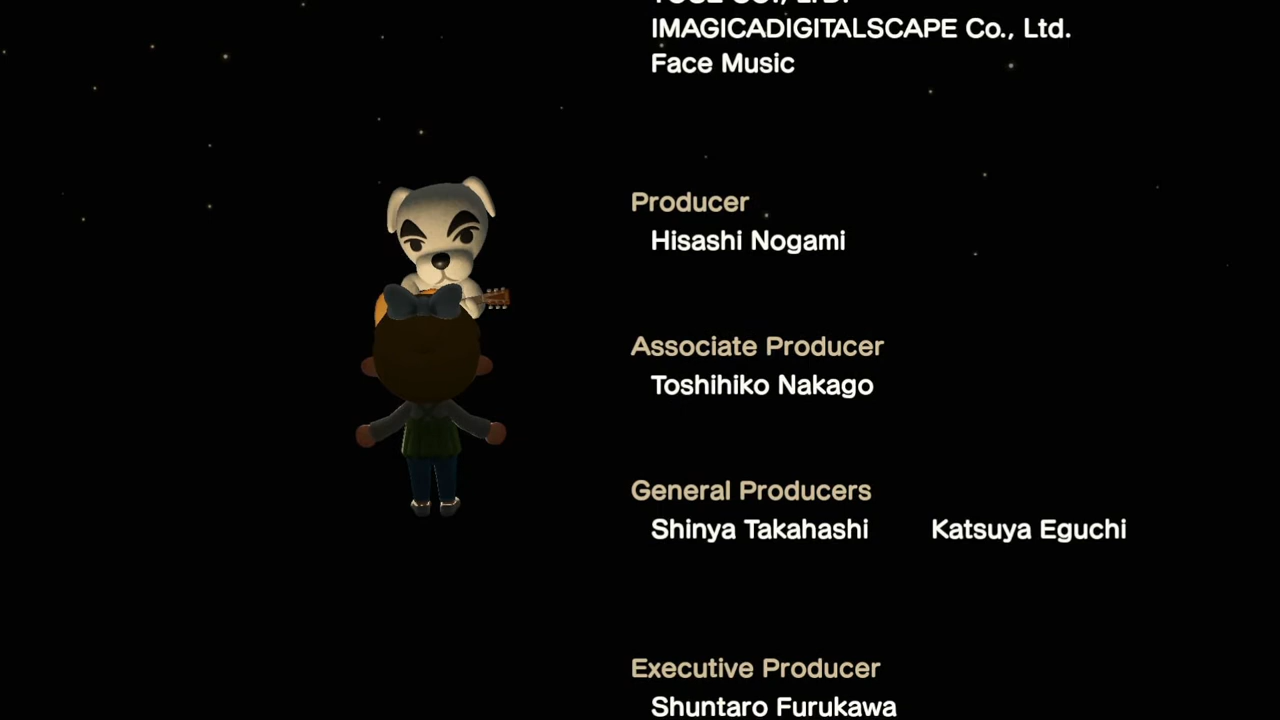 IMAGICADIGITALSCAPE Co., Ltd.
Face Music
Producer
Hisashi Nogami
Associate Producer
Toshihiko Nakago
General Producers
Shinya Takahashi Katsuya Eguchi
Executive Producer
Shuntaro Furukawa